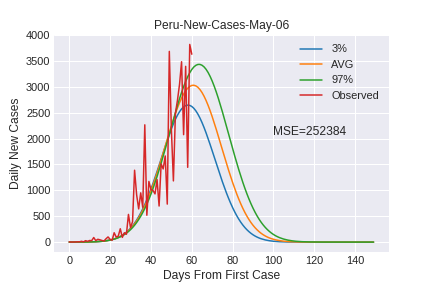 Peru-New-Cases-May-06
Daily New Cases
4000
3500
3000
2500
2000
1500
1000
500
0
3%
AVG
97%
Observed
MSE=252384
0 20 40 60 80 100 120 140
Days From First Case